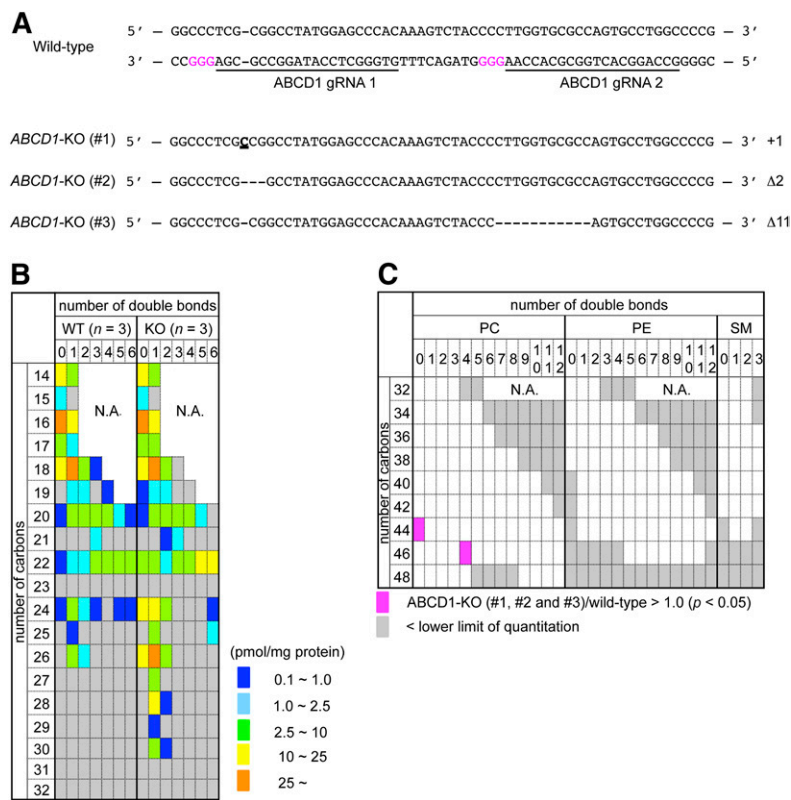 A
Wild-type
5′ — GGCCCTCG-CGGCCTATGGAGCCCACAAAGTCTACCCCTTGGTGCGCCAGTGCCTGGCCCCG — 3′
3′ — CCGGGAGC-GCCGGATACCTCGGGTGTTTCAGATGGGGAACCACGCGGTCACGGACCGGGGC — 5′
ABCD1 gRNA 1 ABCD1 gRNA 2
ABCD1-KO (#1) 5′ — GGCCCTCGCCGGCCTATGGAGCCCACAAAGTCTACCCCTTGGTGCGCCAGTGCCTGGCCCCG — 3′ +1
ABCD1-KO (#2) 5′ — GGCCCTCG---GCCTATGGAGCCCACAAAGTCTACCCCTTGGTGCGCCAGTGCCTGGCCCCG — 3′ Δ2
ABCD1-KO (#3) 5′ — GGCCCTCG-CGGCCTATGGAGCCCACAAAGTCTACCC-----------AGTGCCTGGCCCCG — 3′ Δ11
B
number of double bonds
WT (n = 3) KO (n = 3)
0 1 2 3 4 5 6 0 1 2 3 4 5 6
number of carbons
14
15
N.A. N.A.
16
17
18
19
20
21
22
23
24
25
26
27
28
29
30
31
32
(pmol/mg protein)
0.1 ~ 1.0
1.0 ~ 2.5
2.5 ~ 10
10 ~ 25
25 ~
C
number of double bonds
PC PE SM
0 1 2 3 4 5 6 7 8 9 10 11 12 0 1 2 3 4 5 6 7 8 9 10 11 12 0 1 2 3
number of carbons
32 N.A. N.A.
34
36
38
40
42
44
46
48
ABCD1-KO (#1, #2 and #3)/wild-type > 1.0 (p < 0.05)
< lower limit of quantitation